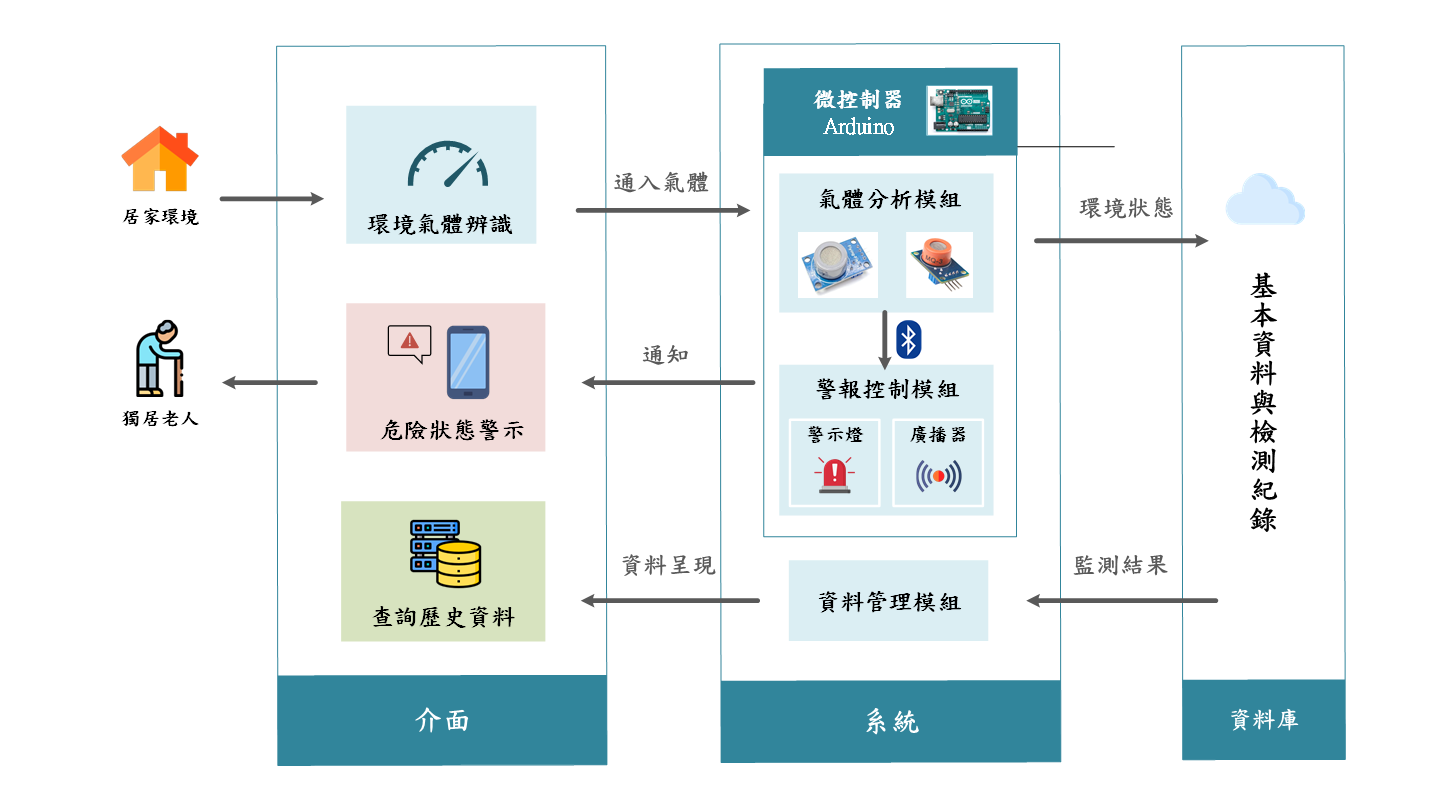 居家環境
獨居老人
環境氣體辨識
危險狀態警示
查詢歷史資料
介面
通入氣體
通知
資料呈現
微控制器
Arduino
氣體分析模組
MQ-3
警報控制模組
警示燈
廣播器
資料管理模組
系統
環境狀態
監測結果
基本資料與檢測紀錄
資料庫